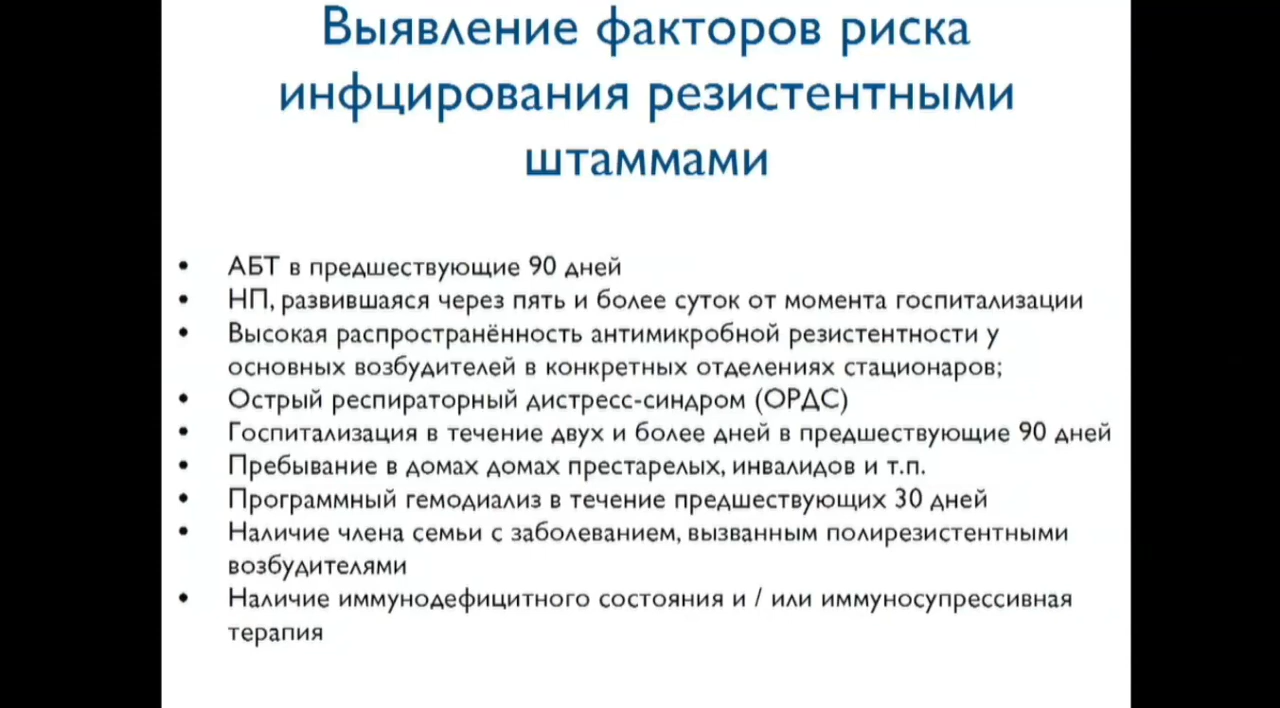 Выявление факторов риска
инфцирования резистентными
штаммами
• АБТ в предшествующие 90 дней
• НП, развившаяся через пять и более суток от момента госпитализации
• Высокая распространённость антимикробной резистентности у
основных возбудителей в конкретных отделениях стационаров;
• Острый респираторный дистресс-синдром (ОРДС)
• Госпитализация в течение двух и более дней в предшествующие 90 дней
• Пребывание в домах домах престарелых, инвалидов и т.п.
• Программный гемодиализ в течение предшествующих 30 дней
• Наличие члена семьи с заболеванием, вызванным полирезистентными
возбудителями
• Наличие иммунодефицитного состояния и / или иммуносупрессивная
терапия